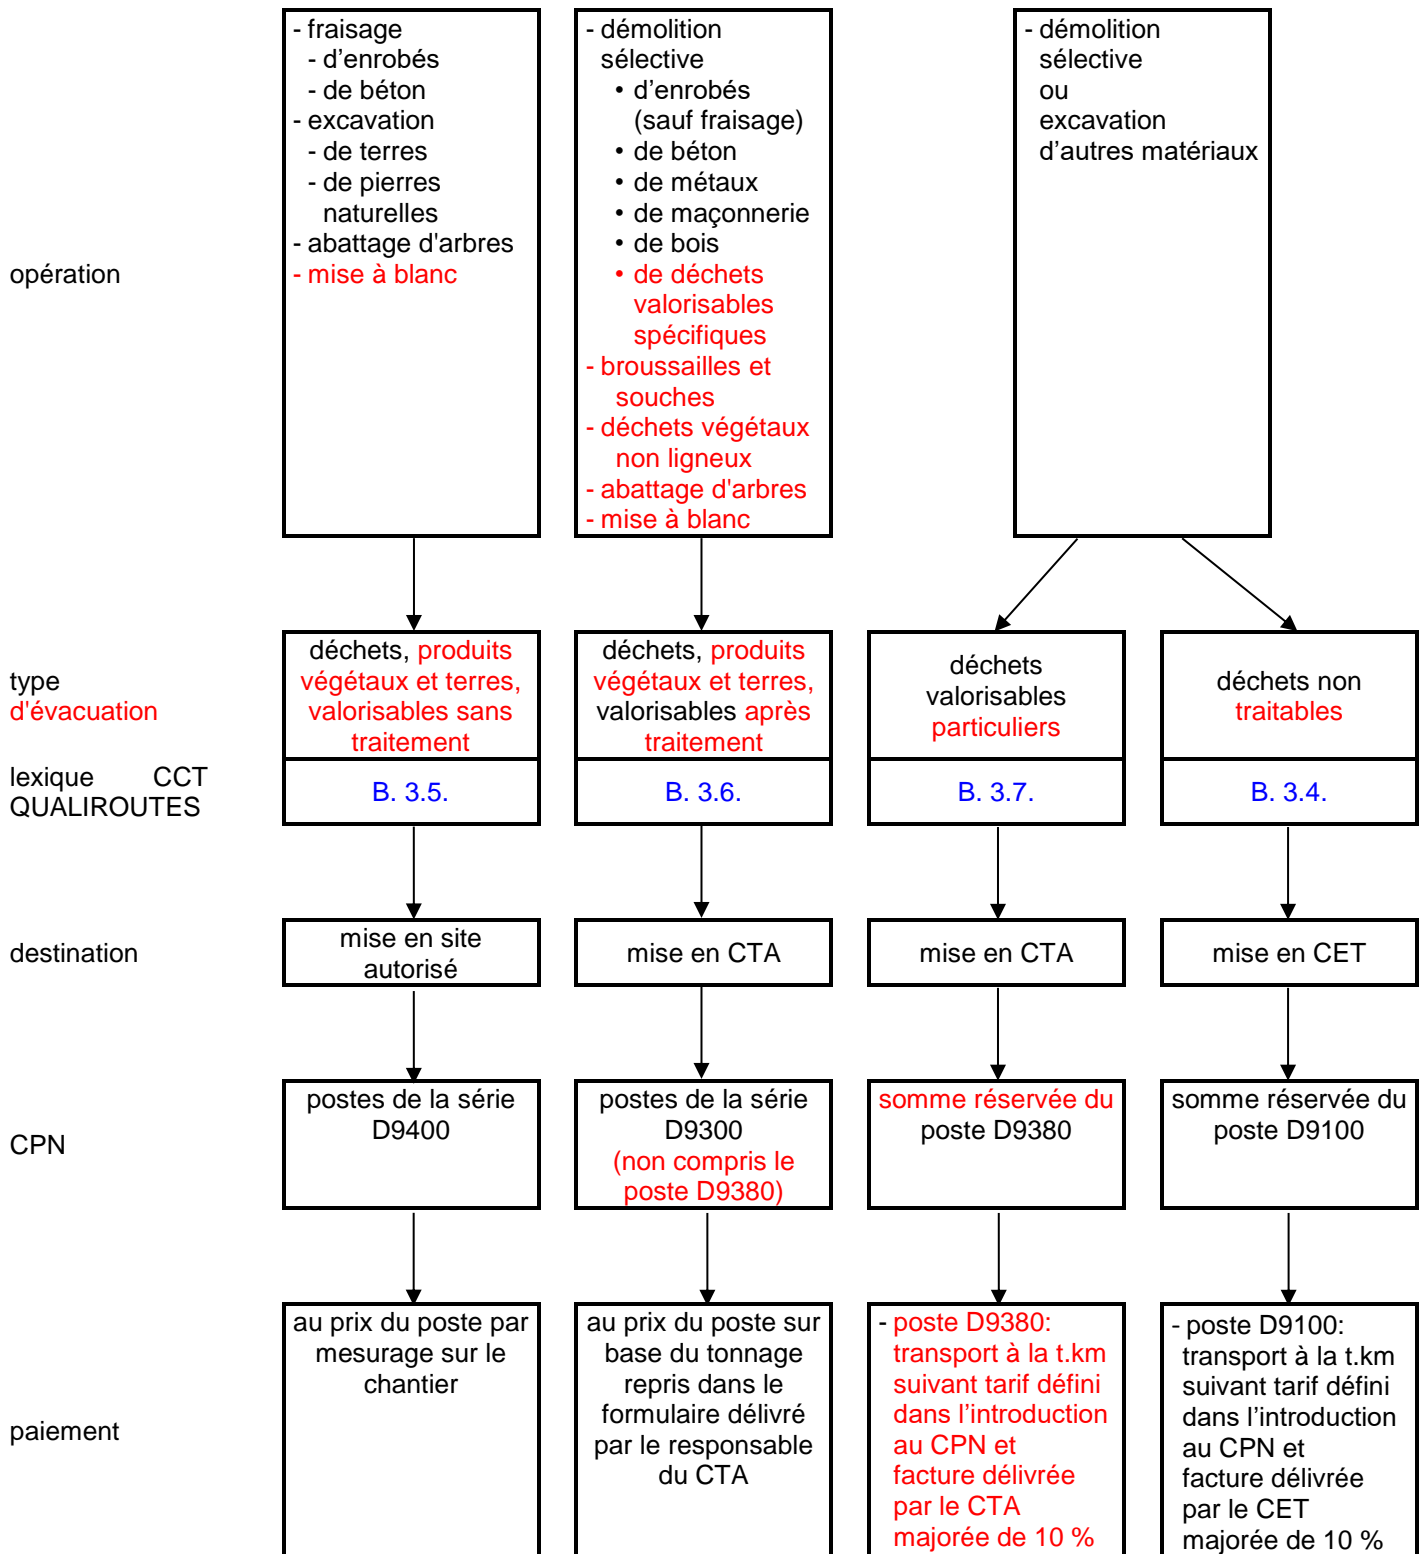 - fraisage
- d'enrobés
- de béton
- excavation
- de terres
- de pierres
naturelles
- abattage d'arbres
- mise à blanc
- démolition
sélective
• d’enrobés
(sauf fraisage)
• de béton
• de métaux
• de maçonnerie
• de bois
• de déchets
valorisables
spécifiques
- broussailles et
souches
- déchets végétaux
non ligneux
- abattage d'arbres
- mise à blanc
- démolition
sélective
ou
excavation
d’autres matériaux
opération
type
d'évacuation
déchets, produits
végétaux et terres,
valorisables sans
traitement
déchets, produits
végétaux et terres,
valorisables après
traitement
déchets
valorisables
particuliers
déchets non
traitables
lexique CCT
QUALIROUTES
B. 3.5.
B. 3.6.
B. 3.7.
B. 3.4.
destination
mise en site
autorisé
mise en CTA
mise en CTA
mise en CET
CPN
postes de la série
D9400
postes de la série
D9300
(non compris le
poste D9380)
somme réservée du
poste D9380
somme réservée du
poste D9100
paiement
au prix du poste par
mesurage sur le
chantier
au prix du poste sur
base du tonnage
repris dans le
formulaire délivré
par le responsable
du CTA
- poste D9380:
transport à la t.km
suivant tarif défini
dans l’introduction
au CPN et
facture délivrée
par le CTA
majorée de 10 %
- poste D9100:
transport à la t.km
suivant tarif défini
dans l’introduction
au CPN et
facture délivrée
par le CET
majorée de 10 %